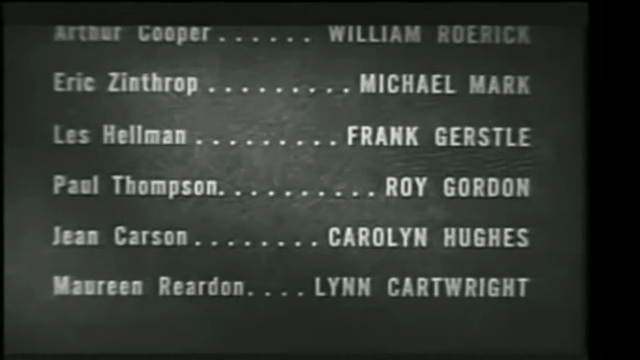 Arthur Cooper...... WILLIAM ROERICK
Eric Zinthrop......... MICHAEL MARK
Les Hellman......... FRANK GERSTLE
Paul Thompson.......... ROY GORDON
Jean Carson........ CAROLYN HUGHES
Maureen Reardon.... LYNN CARTWRIGHT